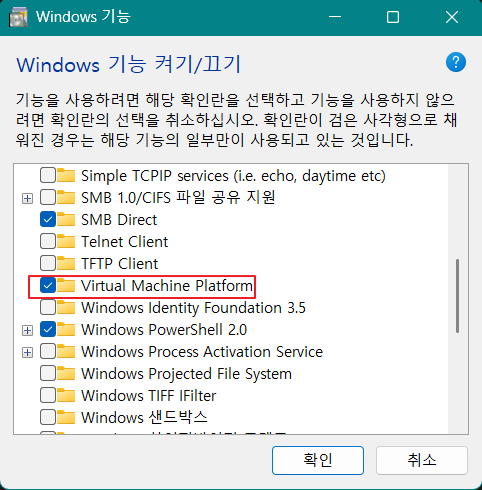 Windows 기능
Windows 기능 켜기/끄기
?
기능을 사용하려면 해당 확인란을 선택하고 기능을 사용하지 않으
려면 확인란의 선택을 취소하십시오. 확인란이 검은 사각형으로 채
워진 경우는 해당 기능의 일부만이 사용되고 있는 것입니다.
Simple TCPIP services (i.e. echo, daytime etc)
SMB 1.0/CIFS 파일 공유 지원
SMB Direct
Telnet Client
TFTP Client
Virtual Machine Platform
Windows Identity Foundation 3.5
Windows PowerShell 2.0
Windows Process Activation Service
Windows Projected File System
Windows TIFF IFilter
Windows 샌드박스
확인
취소